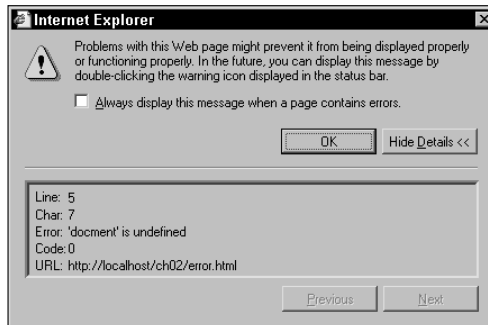 Internet Explorer
Problems with this Web page might prevent it from being displayed properly
or functioning properly. In the future, you can display this message by
double-clicking the warning icon displayed in the status bar.
Always display this message when a page contains errors.
OK
Hide Details <<
Line: 5
Char: 7
Error: 'docment' is undefined
Code:0
URL: http://localhost/ch02/error.html
Previous
Next